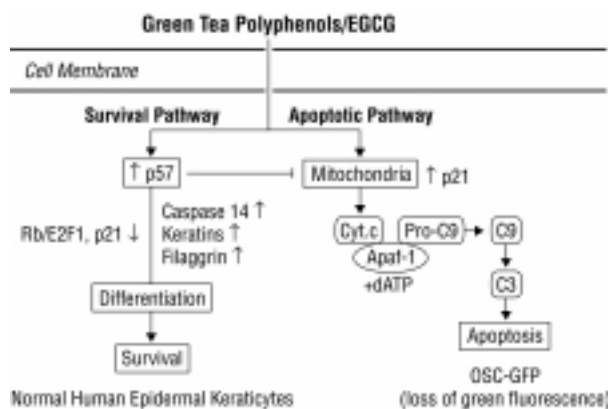 Green Tea Polyphenols/EGCG
Cell Membrane
Survival Pathway
Apoptotic Pathway
↑ p57
Mitochondria
↑ p21
Rb/E2F1, p21 ↓
Caspase 14 ↑
Keratins ↑
Filaggrin ↑
Cyt.c
Pro-C9
C9
Apaf-1
+dATP
C3
Differentiation
Apoptosis
Survival
OSC-GFP
Normal Human Epidermal Keraticytes
(loss of green fluorescence)